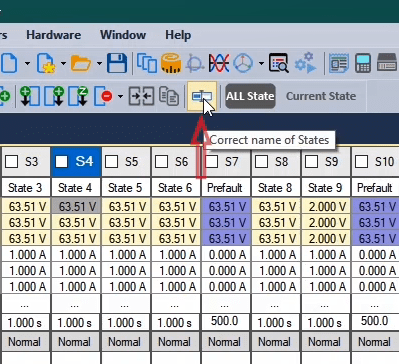 rs Hardware Window Help
ALL State Current State
Correct name of States
S3 S4 S5 S6 S7 S8 S9 S10
State 3 State 4 State 5 State 6 Prefault State 8 State 9 Prefault
63.51 V 63.51 V 63.51 V 63.51 V 63.51 V 63.51 V 2.000 V 63.51 V
63.51 V 63.51 V 63.51 V 63.51 V 63.51 V 63.51 V 2.000 V 63.51 V
63.51 V 63.51 V 63.51 V 63.51 V 63.51 V 63.51 V 2.000 V 63.51 V
1.000 A 1.000 A 1.000 A 1.000 A 0.000 A 1.000 A 1.000 A 0.000 A
1.000 A 1.000 A 1.000 A 1.000 A 0.000 A 1.000 A 1.000 A 0.000 A
1.000 A 1.000 A 1.000 A 1.000 A 0.000 A 1.000 A 1.000 A 0.000 A
... ... ... ... ... ... ... ...
1.000 s 1.000 s 1.000 s 1.000 s 500.0 1.000 s 1.000 s 500.0
Normal Normal Normal Normal Normal Normal Normal Normal